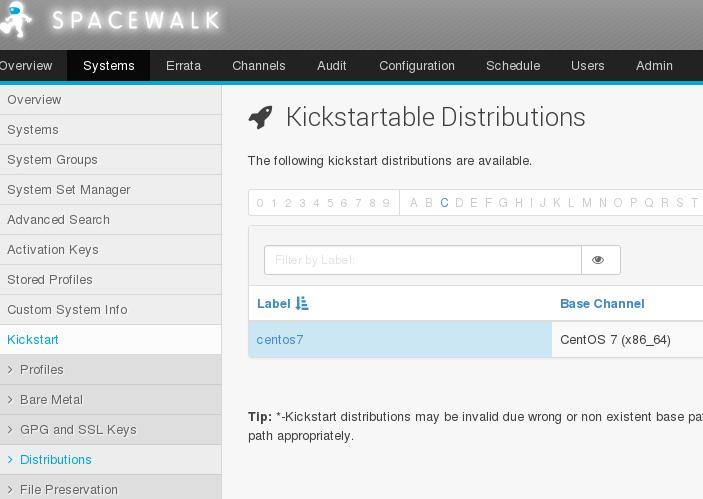 SPACEWALK
Overview Systems Errata Channels Audit Configuration Schedule Users Admin
Overview
Systems
System Groups
System Set Manager
Advanced Search
Activation Keys
Stored Profiles
Custom System Info
Kickstart
Profiles
Bare Metal
GPG and SSL Keys
Distributions
File Preservation
Kickstartable Distributions
The following kickstart distributions are available.
0 1 2 3 4 5 6 7 8 9 A B C D E F G H I J K L M N O P Q R S T
Filter by Label:
Label Base Channel
centos7 CentOS 7 (x86_64)
Tip: *-Kickstart distributions may be invalid due wrong or non existent base pa
path appropriately.